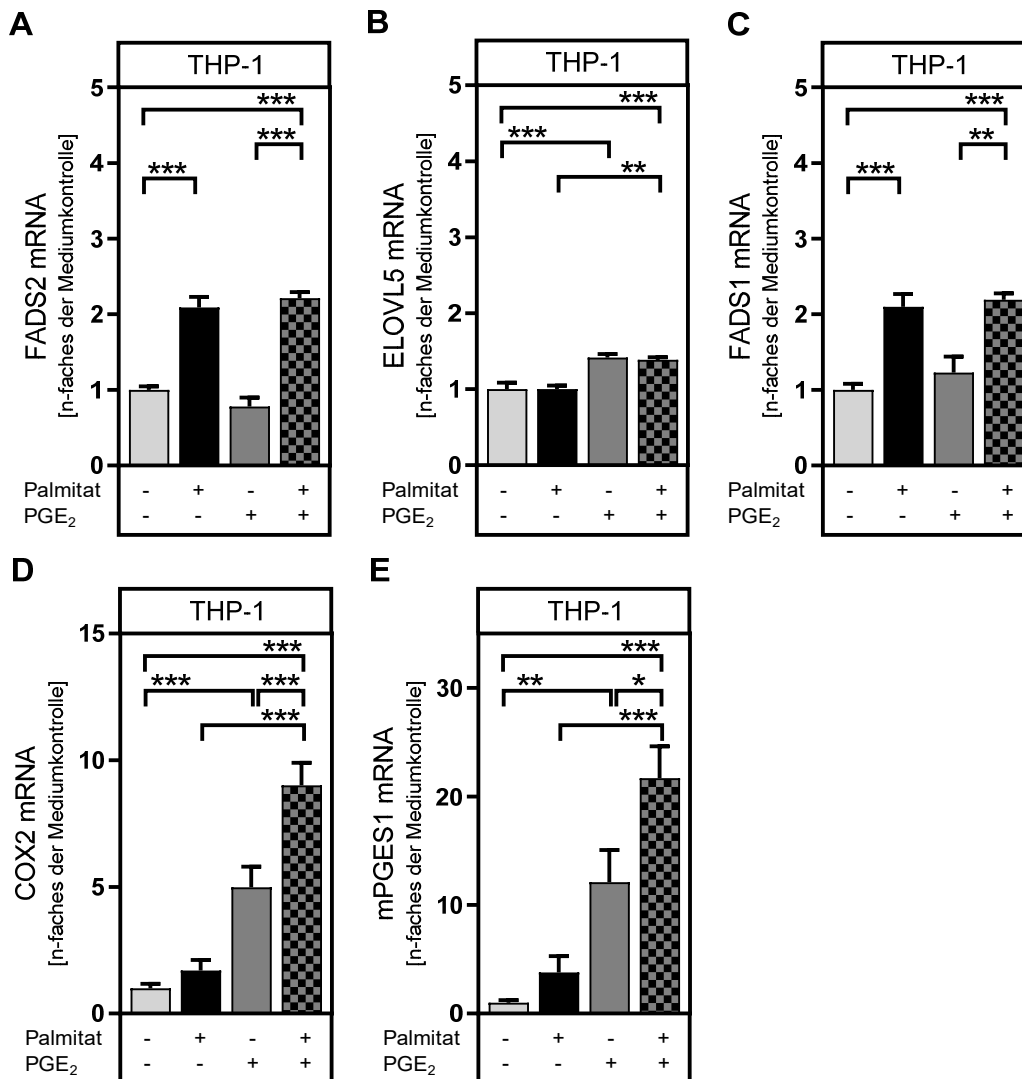 A
THP-1
FADS2 mRNA
[n-faches der Mediumkontrolle]
5
4
3
2
1
0
***
***
***
Palmitat - + - +
PGE₂ - - + +
B
THP-1
ELOVL5 mRNA
[n-faches der Mediumkontrolle]
5
4
3
2
1
0
***
***
**
Palmitat - + - +
PGE₂ - - + +
C
THP-1
FADS1 mRNA
[n-faches der Mediumkontrolle]
5
4
3
2
1
0
***
**
***
Palmitat - + - +
PGE₂ - - + +
D
THP-1
COX2 mRNA
[n-faches der Mediumkontrolle]
15
10
5
0
***
*** ***
***
Palmitat - + - +
PGE₂ - - + +
E
THP-1
mPGES1 mRNA
[n-faches der Mediumkontrolle]
30
20
10
0
***
** *
***
Palmitat - + - +
PGE₂ - - + +